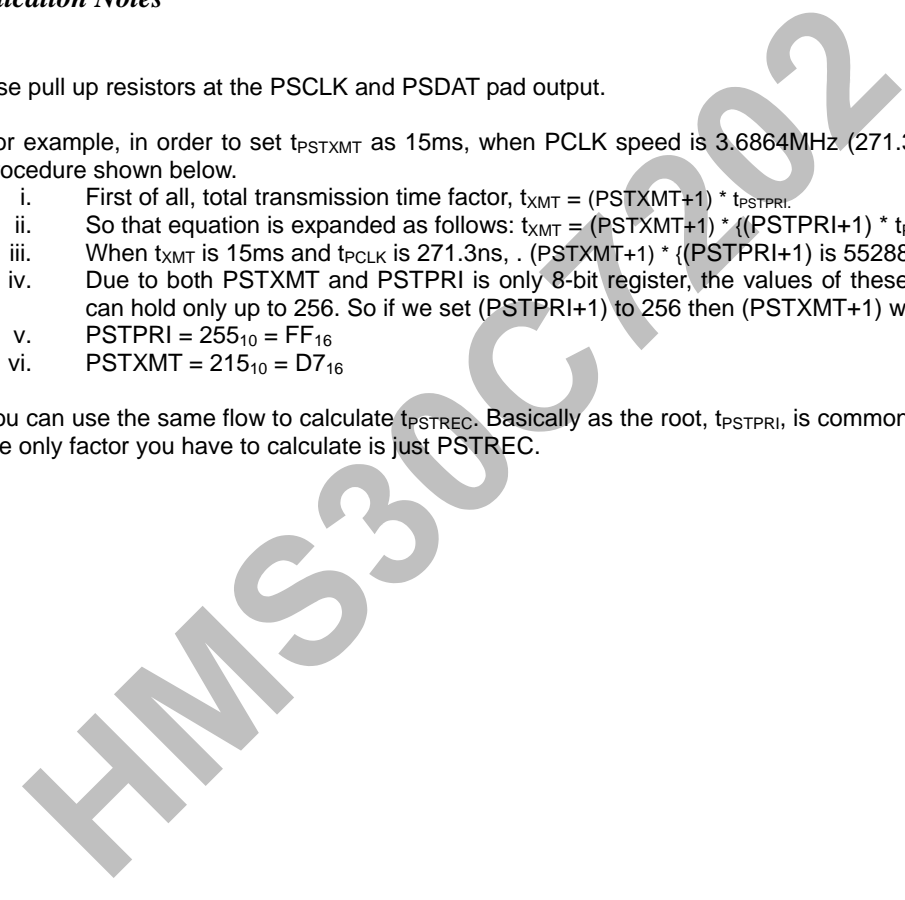 ication Notes
se pull up resistors at the PSCLK and PSDAT pad output.
or example, in order to set tPSTXMT as 15ms, when PCLK speed is 3.6864MHz (271.3
rocedure shown below.
i. First of all, total transmission time factor, tXMT = (PSTXMT+1) * tPSTPRI.
ii. So that equation is expanded as follows: tXMT = (PSTXMT+1) * {(PSTPRI+1) * tP
iii. When tXMT is 15ms and tPCLK is 271.3ns, . (PSTXMT+1) * {(PSTPRI+1) is 55288
iv. Due to both PSTXMT and PSTPRI is only 8-bit register, the values of these
can hold only up to 256. So if we set (PSTPRI+1) to 256 then (PSTXMT+1) w
v. PSTPRI = 255₁₀ = FF₁₆
vi. PSTXMT = 215₁₀ = D7₁₆
ou can use the same flow to calculate tPSTREC. Basically as the root, tPSTPRI, is common
e only factor you have to calculate is just PSTREC.
HMS30C7202